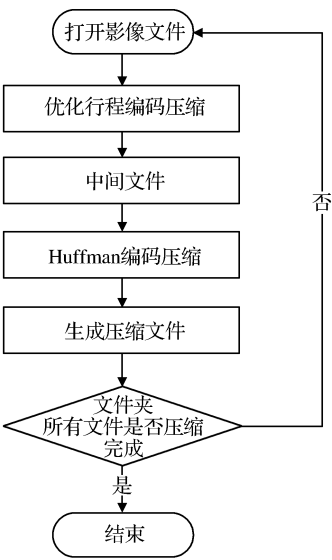 打开影像文件
优化行程编码压缩
中间文件
否
Huffman编码压缩
生成压缩文件
文件夹
所有文件是否压缩
完成
是
结束